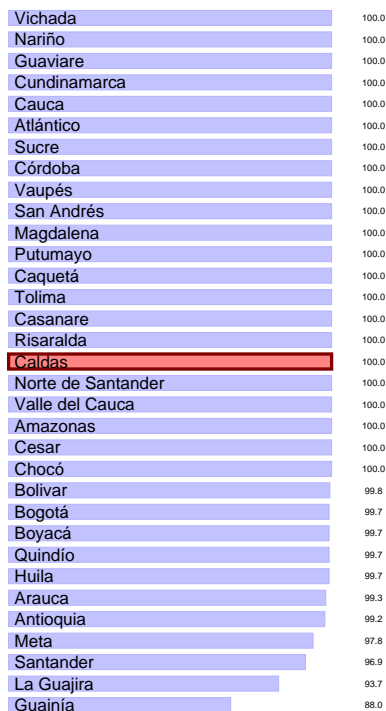 Vichada 100.0
Nariño 100.0
Guaviare 100.0
Cundinamarca 100.0
Cauca 100.0
Atlántico 100.0
Sucre 100.0
Córdoba 100.0
Vaupés 100.0
San Andrés 100.0
Magdalena 100.0
Putumayo 100.0
Caquetá 100.0
Tolima 100.0
Casanare 100.0
Risaralda 100.0
Caldas 100.0
Norte de Santander 100.0
Valle del Cauca 100.0
Amazonas 100.0
Cesar 100.0
Chocó 100.0
Bolivar 99.8
Bogotá 99.7
Boyacá 99.7
Quindío 99.7
Huila 99.7
Arauca 99.3
Antioquia 99.2
Meta 97.8
Santander 96.9
La Guajira 93.7
Guainía 88.0